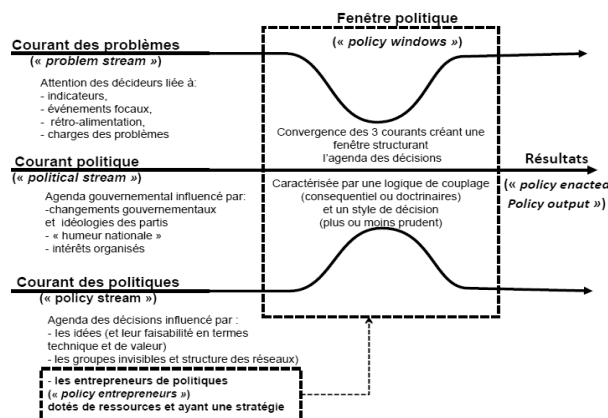 Fenêtre politique
(« policy windows »)
Courant des problèmes
(« problem stream »)
Attention des décideurs liée à:
- indicateurs,
- événements focaux,
- rétro-alimentation,
- charges des problèmes
Convergence des 3 courants créant une
fenêtre structurant
l'agenda des décisions
Courant politique
(« political stream »)
Agenda gouvernemental influencé par:
-changements gouvernementaux
et idéologies des partis
- « humeur nationale »
- intérêts organisés
Caractérisée par une logique de couplage
(consequentiel ou doctrinaires)
et un style de décision
(plus ou moins prudent)
Résultats
(« policy enacted
Policy output »)
Courant des politiques
(« policy stream »)
Agenda des décisions influencé par :
- les idées (et leur faisabilité en termes
technique et de valeur)
- les groupes invisibles et structure des réseaux)
- les entrepreneurs de politiques
(« policy entrepreneurs »)
dotés de ressources et ayant une stratégie